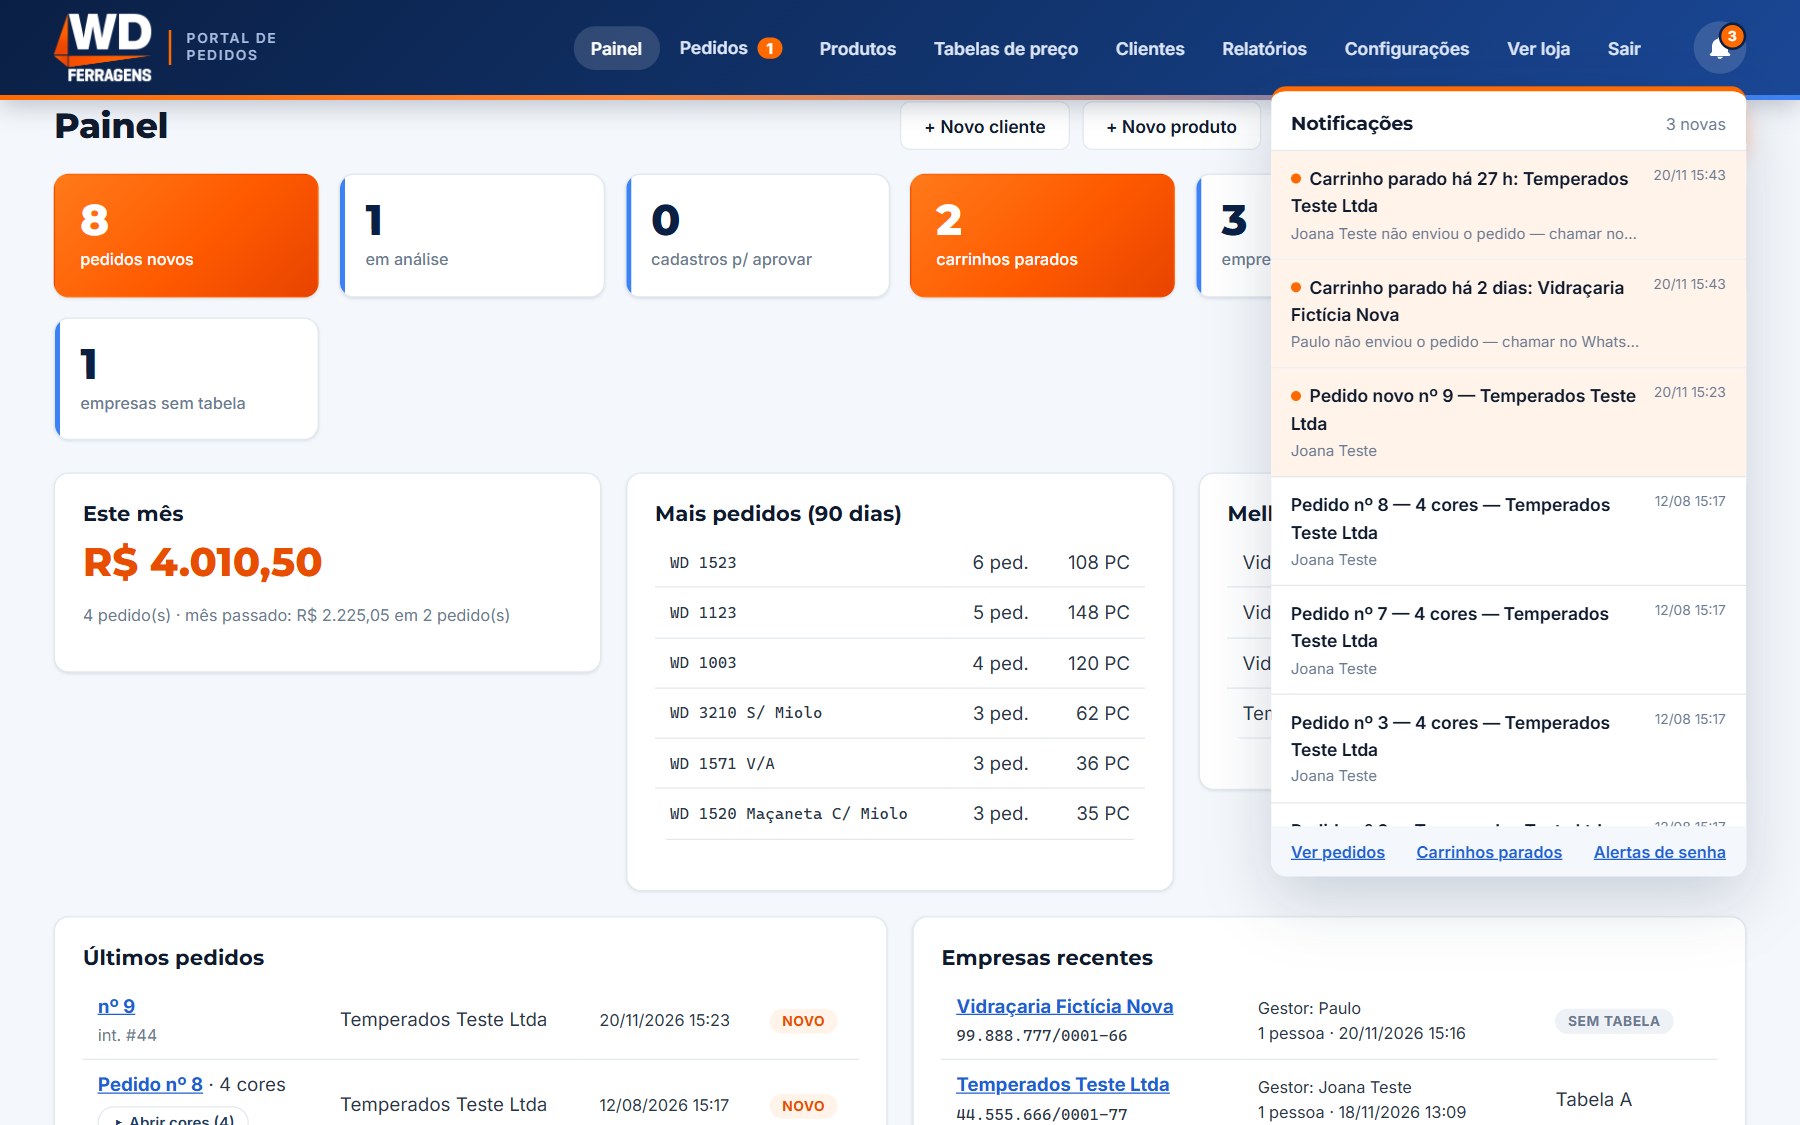 WD
FERRAGENS
PORTAL DE
PEDIDOS
Painel
Pedidos 1
Produtos
Tabelas de preço
Clientes
Relatórios
Configurações
Ver loja
Sair
3
Painel
+ Novo cliente
+ Novo produto
8
pedidos novos
1
em análise
0
cadastros p/ aprovar
2
carrinhos parados
3
empre
1
empresas sem tabela
Notificações
3 novas
Carrinho parado há 27 h: Temperados
Teste Ltda
20/11 15:43
Joana Teste não enviou o pedido — chamar no...
Carrinho parado há 2 dias: Vidraçaria
Fictícia Nova
20/11 15:43
Paulo não enviou o pedido — chamar no Whats...
Pedido novo nº 9 — Temperados Teste
Ltda
20/11 15:23
Joana Teste
Pedido nº 8 — 4 cores — Temperados
Teste Ltda
12/08 15:17
Joana Teste
Pedido nº 7 — 4 cores — Temperados
Teste Ltda
12/08 15:17
Joana Teste
Pedido nº 3 — 4 cores — Temperados
Teste Ltda
12/08 15:17
Joana Teste
12/08 15:17
Ver pedidos
Carrinhos parados
Alertas de senha
Este mês
R$ 4.010,50
4 pedido(s) · mês passado: R$ 2.225,05 em 2 pedido(s)
Mais pedidos (90 dias)
WD 1523 6 ped. 108 PC
WD 1123 5 ped. 148 PC
WD 1003 4 ped. 120 PC
WD 3210 S/ Miolo 3 ped. 62 PC
WD 1571 V/A 3 ped. 36 PC
WD 1520 Maçaneta C/ Miolo 3 ped. 35 PC
Mell
Vid
Vid
Vid
Tem
Últimos pedidos
nº 9
int. #44
Temperados Teste Ltda
20/11/2026 15:23
NOVO
Pedido nº 8 · 4 cores
Abrir cores (4)
Temperados Teste Ltda
12/08/2026 15:17
NOVO
Empresas recentes
Vidraçaria Fictícia Nova
99.888.777/0001-66
Gestor: Paulo
1 pessoa · 20/11/2026 15:16
SEM TABELA
Temperados Teste Ltda
44.555.666/0001-77
Gestor: Joana Teste
1 pessoa · 18/11/2026 13:09
Tabela A